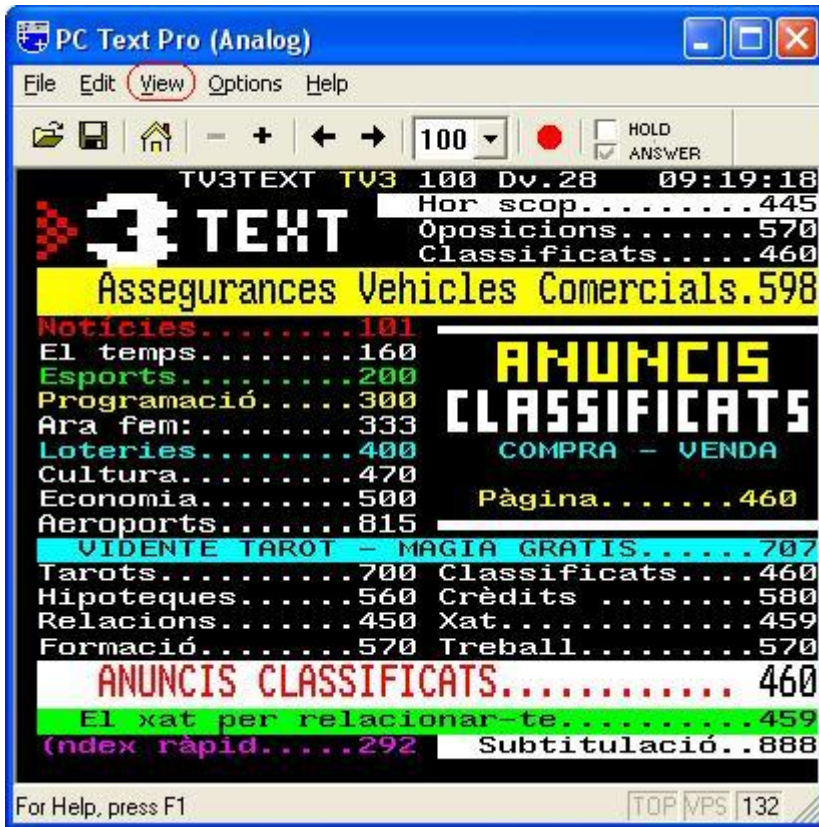 PC Text Pro (Analog)
File Edit View Options Help
100 HOLD
ANSWER
TV3TEXT TV3 100 Dv.28 09:19:18
3 TEXT
Hor scop.........445
Oposicions.......570
Classificats.....460
Assegurances Vehicles Comercials.598
Notícies........101
El temps........160
Esports.........200
Programació.....300
Ara fem:........333
Loteries........400
Cultura.........470
Economia........500
Aeroports.......815
ANUNCIS
CLASSIFICATS
COMPRA - VENDA
Pàgina.......460
VIDENTE TAROT - MAGIA GRATIS......707
Tarots..........700 Classificats....460
Hipoteques......560 Crèdits ........580
Relacions.......450 Xat.............459
Formació........570 Treball.........570
ANUNCIS CLASSIFICATS............ 460
El xat per relacionar-te..........459
(ndex ràpid.....292 Subtitulació..888
For Help, press F1 TOP VPS 132